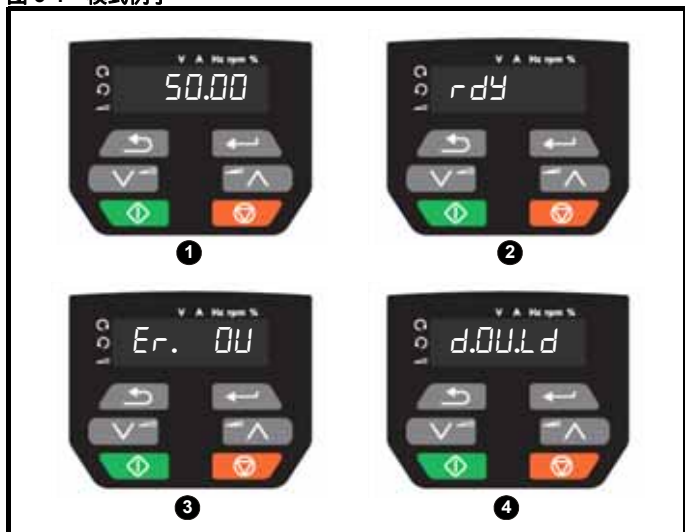 V A Hz rpm %
50.00
V A Hz rpm %
rdY
1
2
V A Hz rpm %
Er. OU
V A Hz rpm %
d.OU.Ld
3
4